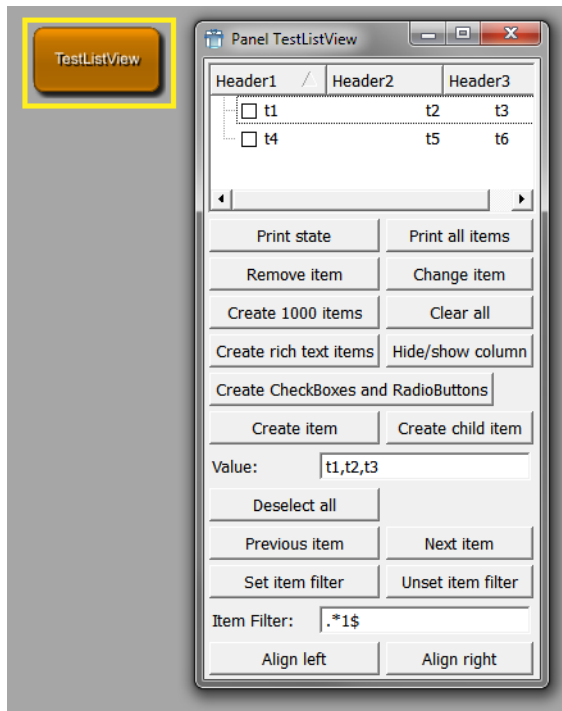 TestListView
Panel TestListView
Header1 Header2 Header3
t1 t2 t3
t4 t5 t6
Print state Print all items
Remove item Change item
Create 1000 items Clear all
Create rich text items Hide/show column
Create CheckBoxes and RadioButtons
Create item Create child item
Value: t1,t2,t3
Deselect all
Previous item Next item
Set item filter Unset item filter
Item Filter: .*1$
Align left Align right